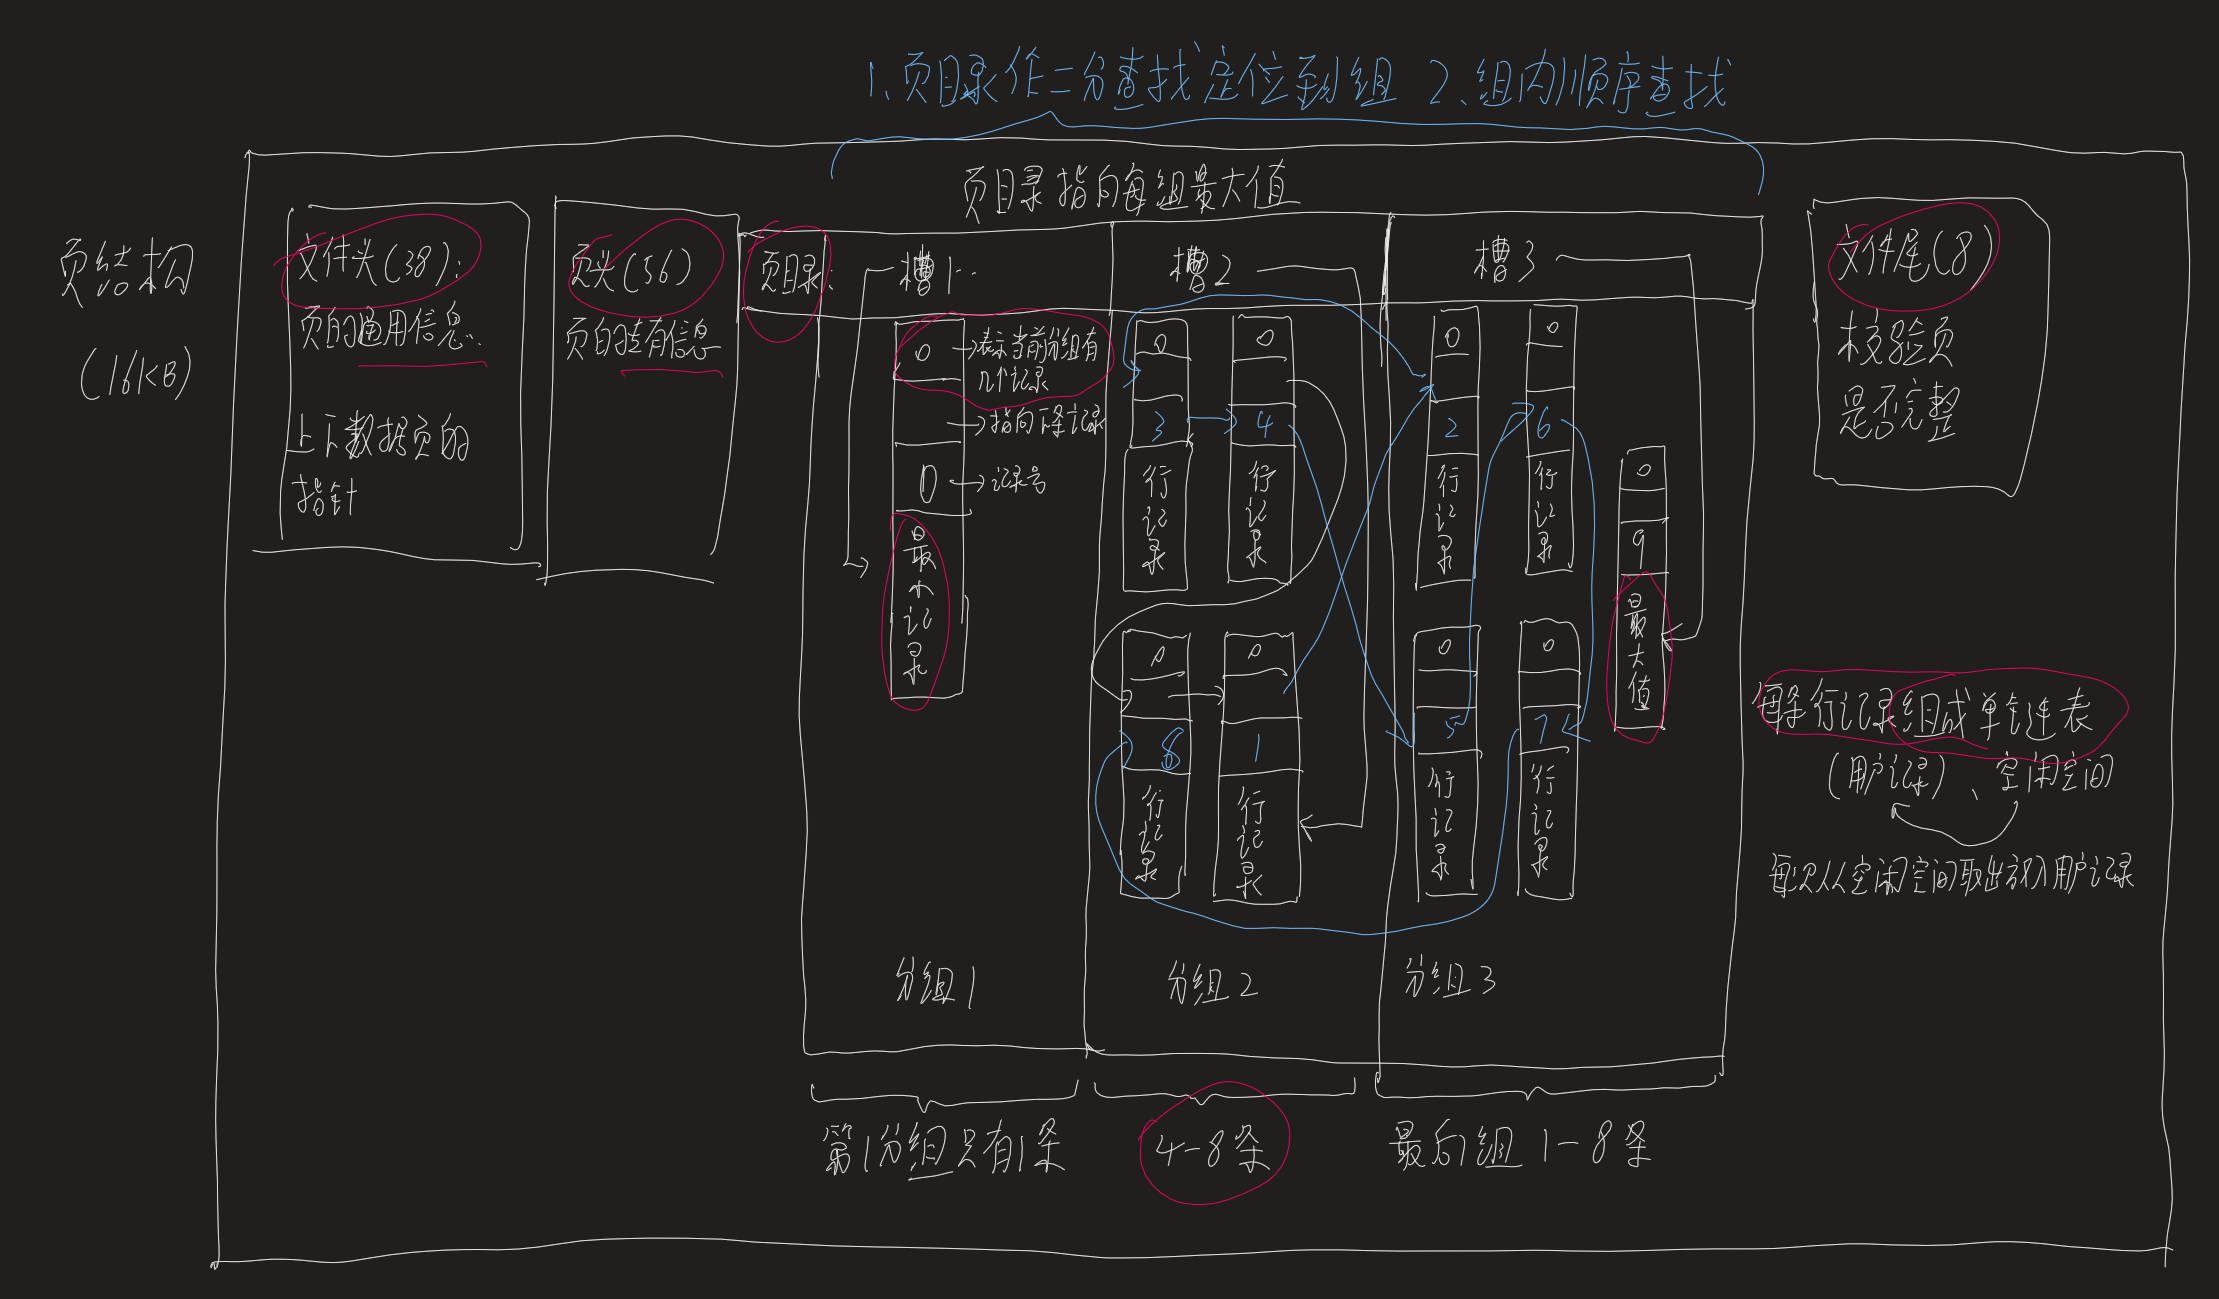 1、页目录作二分查找定位到组 2、组内顺序查找
页目录指向每组最大值
页结构
(16KB)
文件头(38):
页的通用信息.
上下数据页的
指针
页头(56)
页的独有信息
页目录:
槽1
槽2
槽3
0
→表示当前分组有
几个记录
→指向下条记录
0→记录号
最小记录
分组1
0
3
行记录
0
4
行记录
0
8
行记录
0
1
行记录
分组2
0
2
行记录
0
6
行记录
0
5
行记录
0
7
行记录
0
9
最大值
分组3
文件尾(8)
校验页
是否完整
每条行记录组成单链表
(用户记录)、空闲空间
每次从空闲空间取出放入用户记录
第1分组只有1条
4-8条
最后1组 1-8条